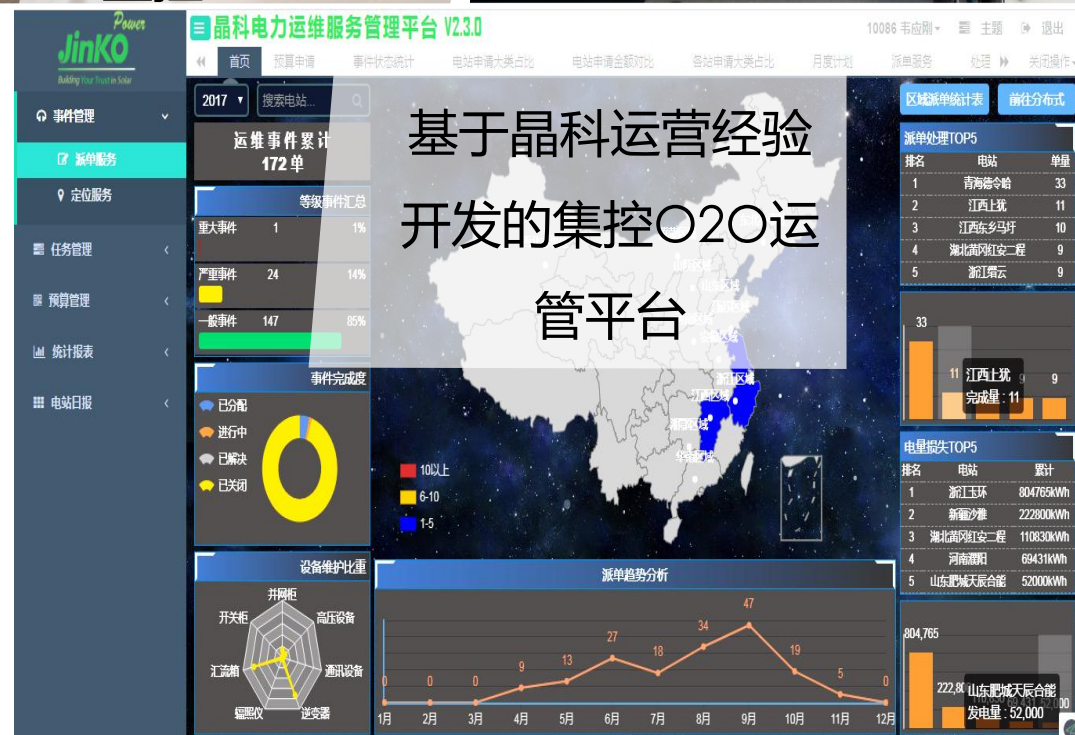 JinKO Power
Building Your Trust in Solar
晶科电力运维服务管理平台 V2.3.0
10086 韦应刚 主题 退出
首页 预算申请 事件状态统计 电站申请大类占比 电站申请金额对比 各站申请大类占比 月度计划 派单服务 处理 关闭操作
事件管理
派单服务
定位服务
任务管理
预算管理
统计报表
电站日报
2017 搜索电站...
运维事件累计
172 单
等级事件汇总
重大事件 1 1%
严重事件 24 14%
一般事件 147 85%
事件完成度
已分配
进行中
已解决
已关闭
设备维护比重
并网柜
高压设备
通讯设备
逆变器
辐照仪
汇流箱
开关柜
基于晶科运营经验
开发的集控O2O运
管平台
山东区域
浙江区域
江西区域
华南区域
10以上
6-10
1-5
派单趋势分析
0 0 0 9 13 27 18 34 47 19 5 0
1月 2月 3月 4月 5月 6月 7月 8月 9月 10月 11月 12月
区域派单统计表 前往分布式
派单处理TOP5
排名 电站 单量
1 青海德令哈 33
2 江西上犹 11
3 江西东乡马圩 10
4 湖北黄冈红安二程 9
5 浙江缙云 9
33
11
9
9
江西上犹
完成量 : 11
电量损失TOP5
排名 电站 累计
1 浙江玉环 804765kWh
2 新疆沙雅 222800kWh
3 湖北黄冈红安二程 110830kWh
4 河南濮阳 69431kWh
5 山东肥城天辰合能 52000kWh
804,765
山东肥城天辰合能
发电量 : 52,000